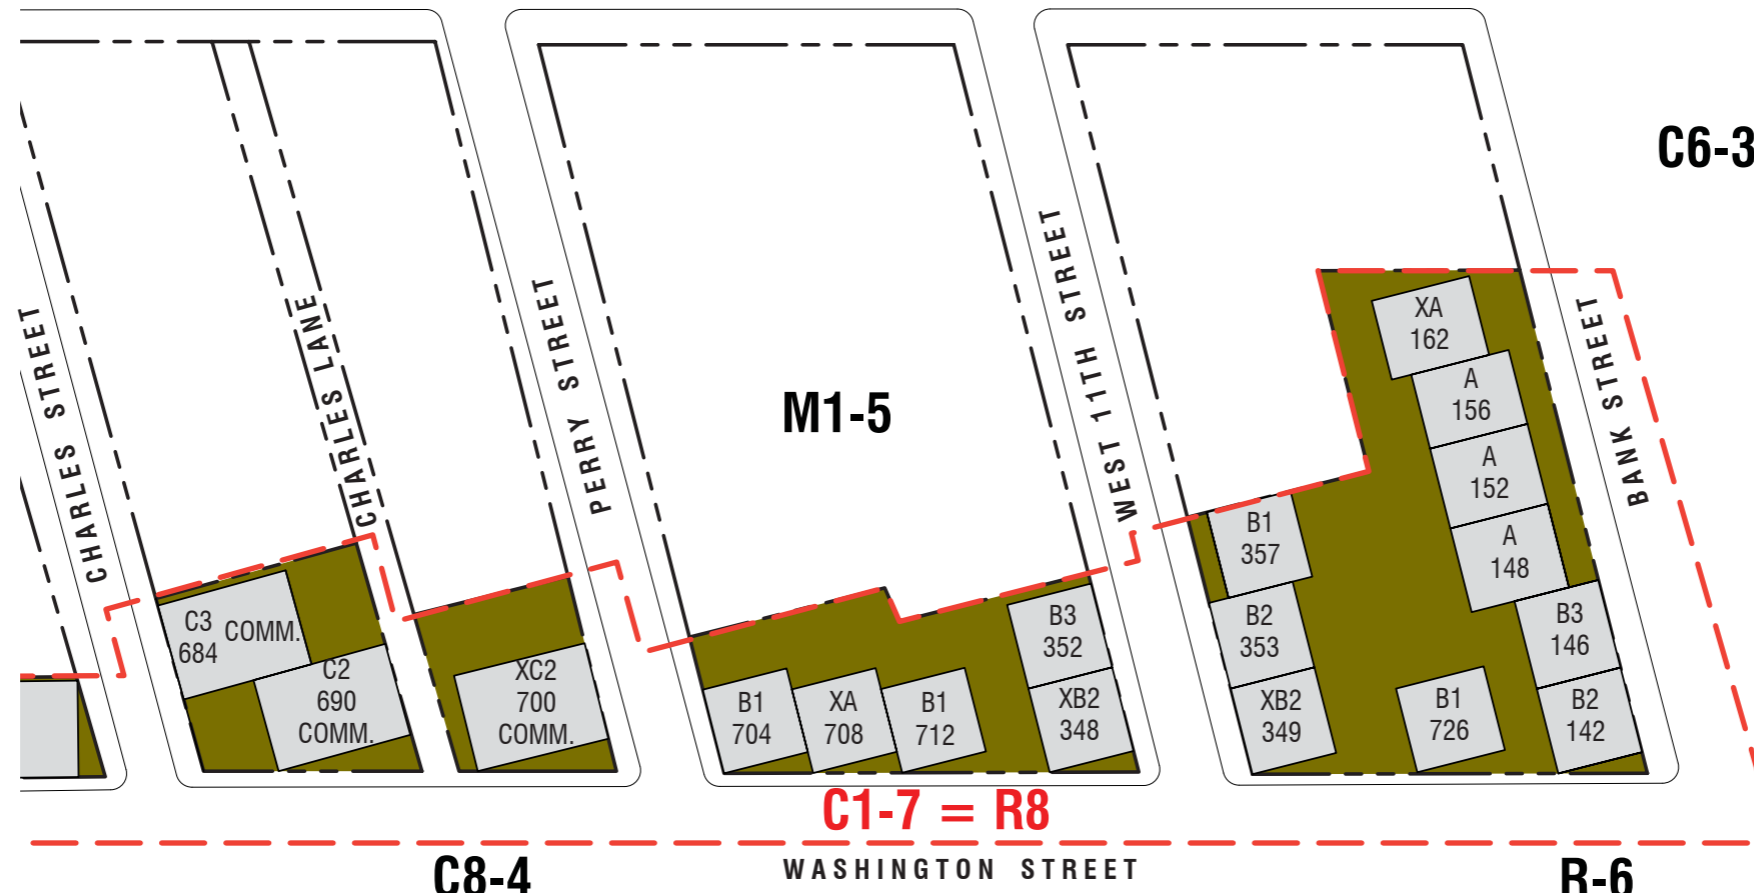 C6-3
CHARLES STREET
CHARLES LANE
PERRY STREET
M1-5
WEST 11TH STREET
BANK STREET
XA
162
A
156
A
152
A
148
B3
146
B2
142
B1
357
B2
353
XB2
349
B1
726
B3
352
XB2
348
B1
704
XA
708
B1
712
C3
684 COMM.
C2
690
COMM.
XC2
700
COMM.
C1-7 = R8
WASHINGTON STREET
C8-4
R-6